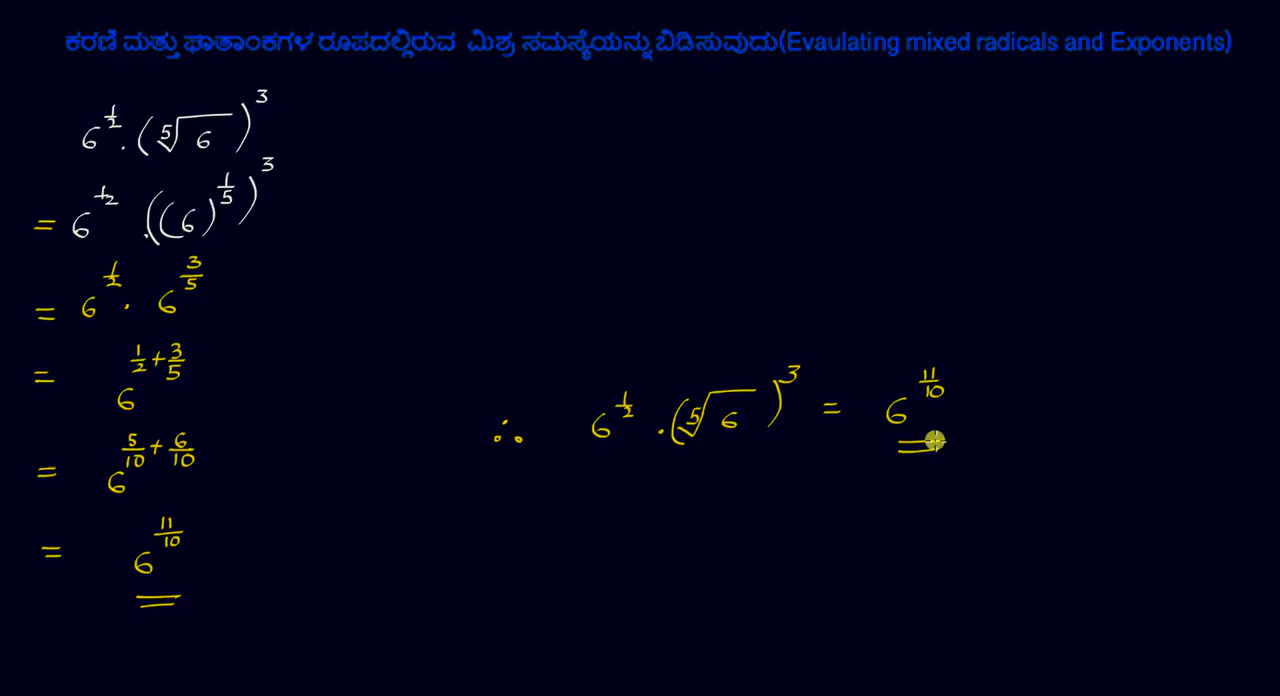 ಕರಣಿ ಮತ್ತು ಘಾತಾಂಕಗಳ ರೂಪದಲ್ಲಿರುವ ಮಿಶ್ರ ಸಮಸ್ಯೆಯನ್ನು ಬಿಡಿಸುವುದು(Evaulating mixed radicals and Exponents)
6^{1/2} . (⁵√6)^3
= 6^{1/2} . ((6)^{1/5})^3
= 6^{1/2} . 6^{3/5}
= 6^{1/2 + 3/5}
= 6^{5/10 + 6/10}
= 6^{11/10}
∴ 6^{1/2} . (⁵√6)^3 = 6^{11/10}